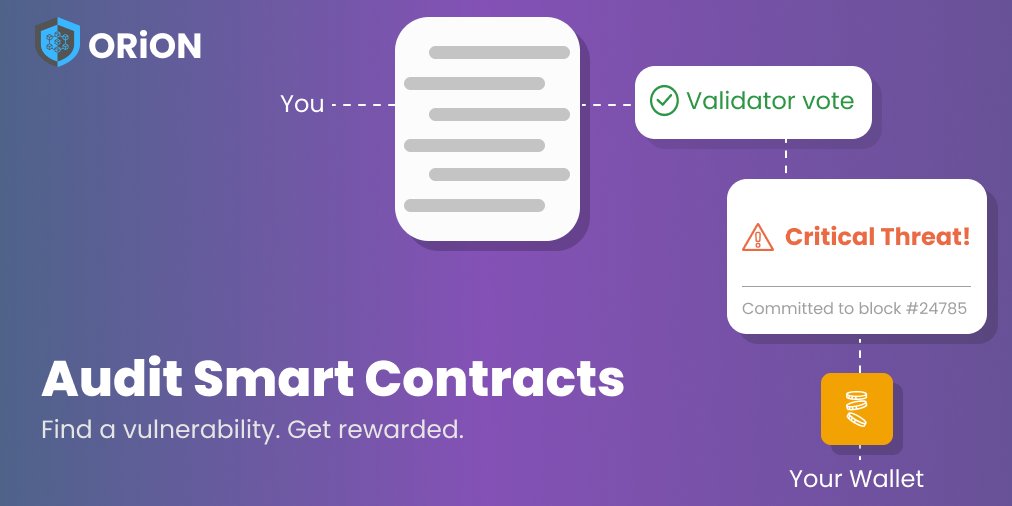 ORiON
You
Validator vote
Critical Threat!
Committed to block #24785
Audit Smart Contracts
Find a vulnerability. Get rewarded.
Your Wallet